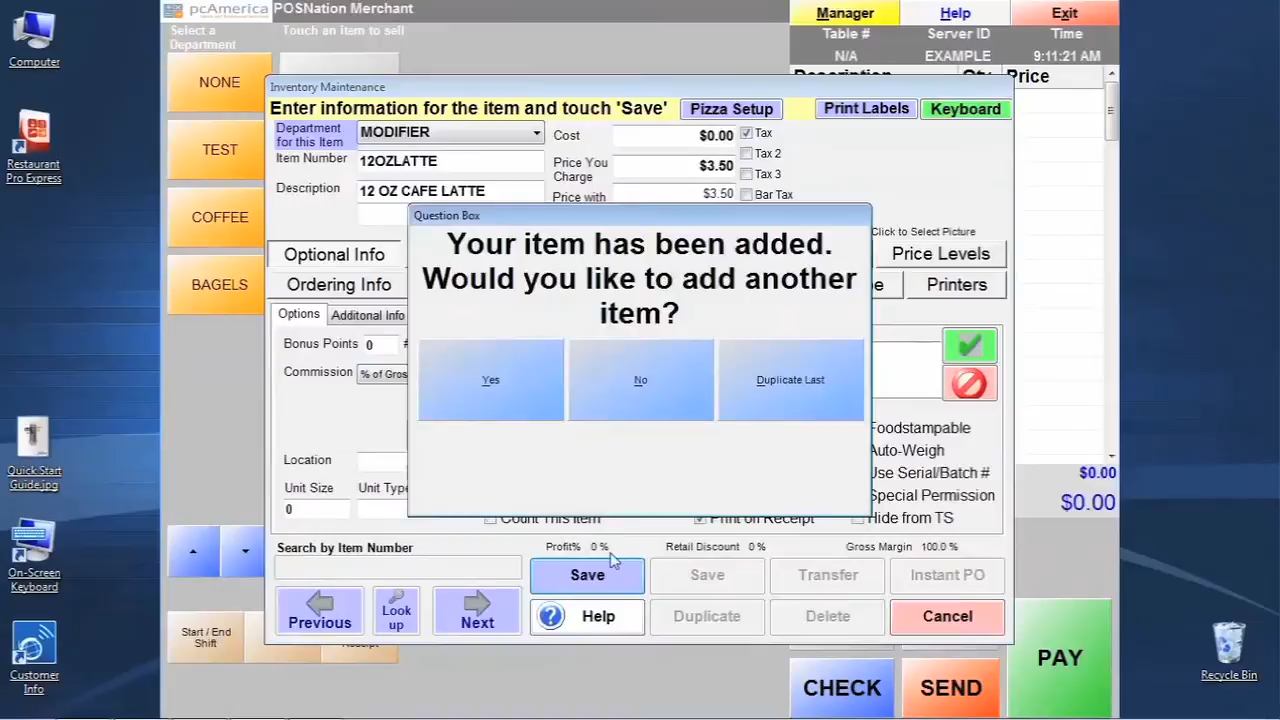 Computer
Restaurant
Pro Express
Quick Start
Guide.jpg
On-Screen
Keyboard
Customer
Info
Recycle Bin
pcAmerica
POSNation Merchant
Manager
Help
Exit
Select a
Department
Touch an Item to sell
Table #
Server ID
Time
N/A
EXAMPLE
9:11:21 AM
Description
Qty
Price
NONE
TEST
COFFEE
BAGELS
Inventory Maintenance
Enter information for the item and touch 'Save'
Pizza Setup
Print Labels
Keyboard
Department
for this Item
MODIFIER
Item Number
12OZLATTE
Description
12 OZ CAFE LATTE
Cost
$0.00
Price You
Charge
$3.50
Price with
$3.50
Tax
Tax 2
Tax 3
Bar Tax
Click to Select Picture
Optional Info
Price Levels
Ordering Info
Printers
Options
Additonal Info
Bonus Points
0
#
Commission
% of Gros
Location
Unit Size
Unit Type
0
Question Box
Your item has been added.
Would you like to add another
item?
Yes
No
Duplicate Last
Foodstampable
Auto-Weigh
Use Serial/Batch #
Special Permission
Count This Item
Print on Receipt
Hide from TS
$0.00
$0.00
Search by Item Number
Profit%
0 %
Retail Discount
0 %
Gross Margin
100.0 %
Save
Save
Transfer
Instant PO
Previous
Look
up
Next
Help
Duplicate
Delete
Cancel
Start / End
Shift
Receipt
CHECK
SEND
PAY